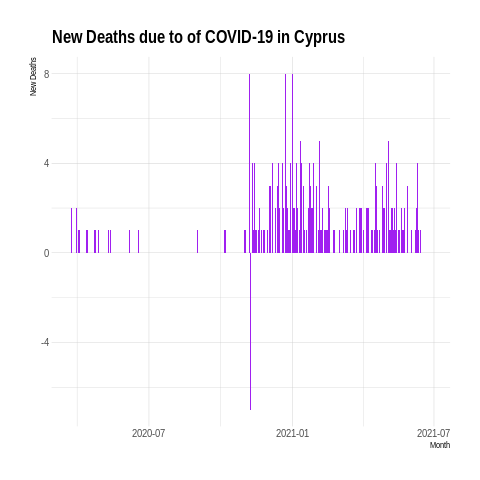 New Deaths due to of COVID-19 in Cyprus
New Deaths
8
4
0
-4
2020-07
2021-01
2021-07
Month